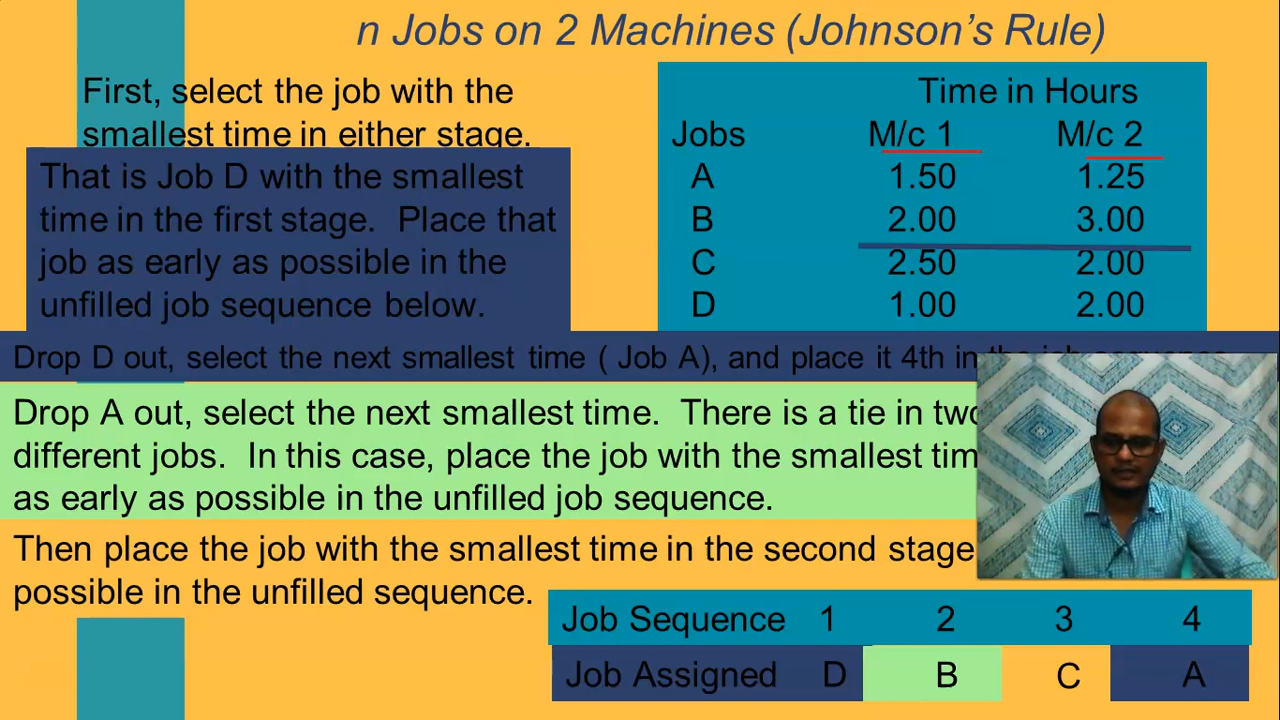 n Jobs on 2 Machines (Johnson's Rule)
First, select the job with the
smallest time in either stage.
That is Job D with the smallest
time in the first stage. Place that
job as early as possible in the
unfilled job sequence below.
Time in Hours
Jobs M/c 1 M/c 2
A 1.50 1.25
B 2.00 3.00
C 2.50 2.00
D 1.00 2.00
Drop D out, select the next smallest time ( Job A), and place it 4th in the job sequence.
Drop A out, select the next smallest time. There is a tie in two
different jobs. In this case, place the job with the smallest
as early as possible in the unfilled job sequence.
Then place the job with the smallest time in the second stage
possible in the unfilled sequence.
Job Sequence 1 2 3 4
Job Assigned D B C A